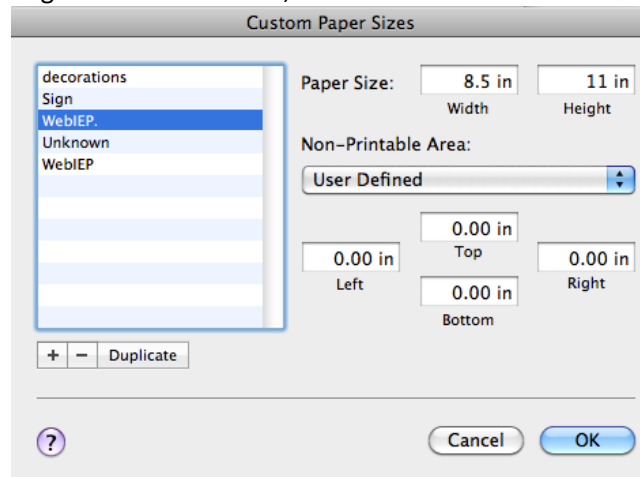 Custom Paper Sizes
decorations
Sign
WebIEP.
Unknown
WebIEP
+ − Duplicate
Paper Size: 8.5 in 11 in
Width Height
Non-Printable Area:
User Defined
0.00 in
Top
0.00 in 0.00 in
Left Right
0.00 in
Bottom
? Cancel OK